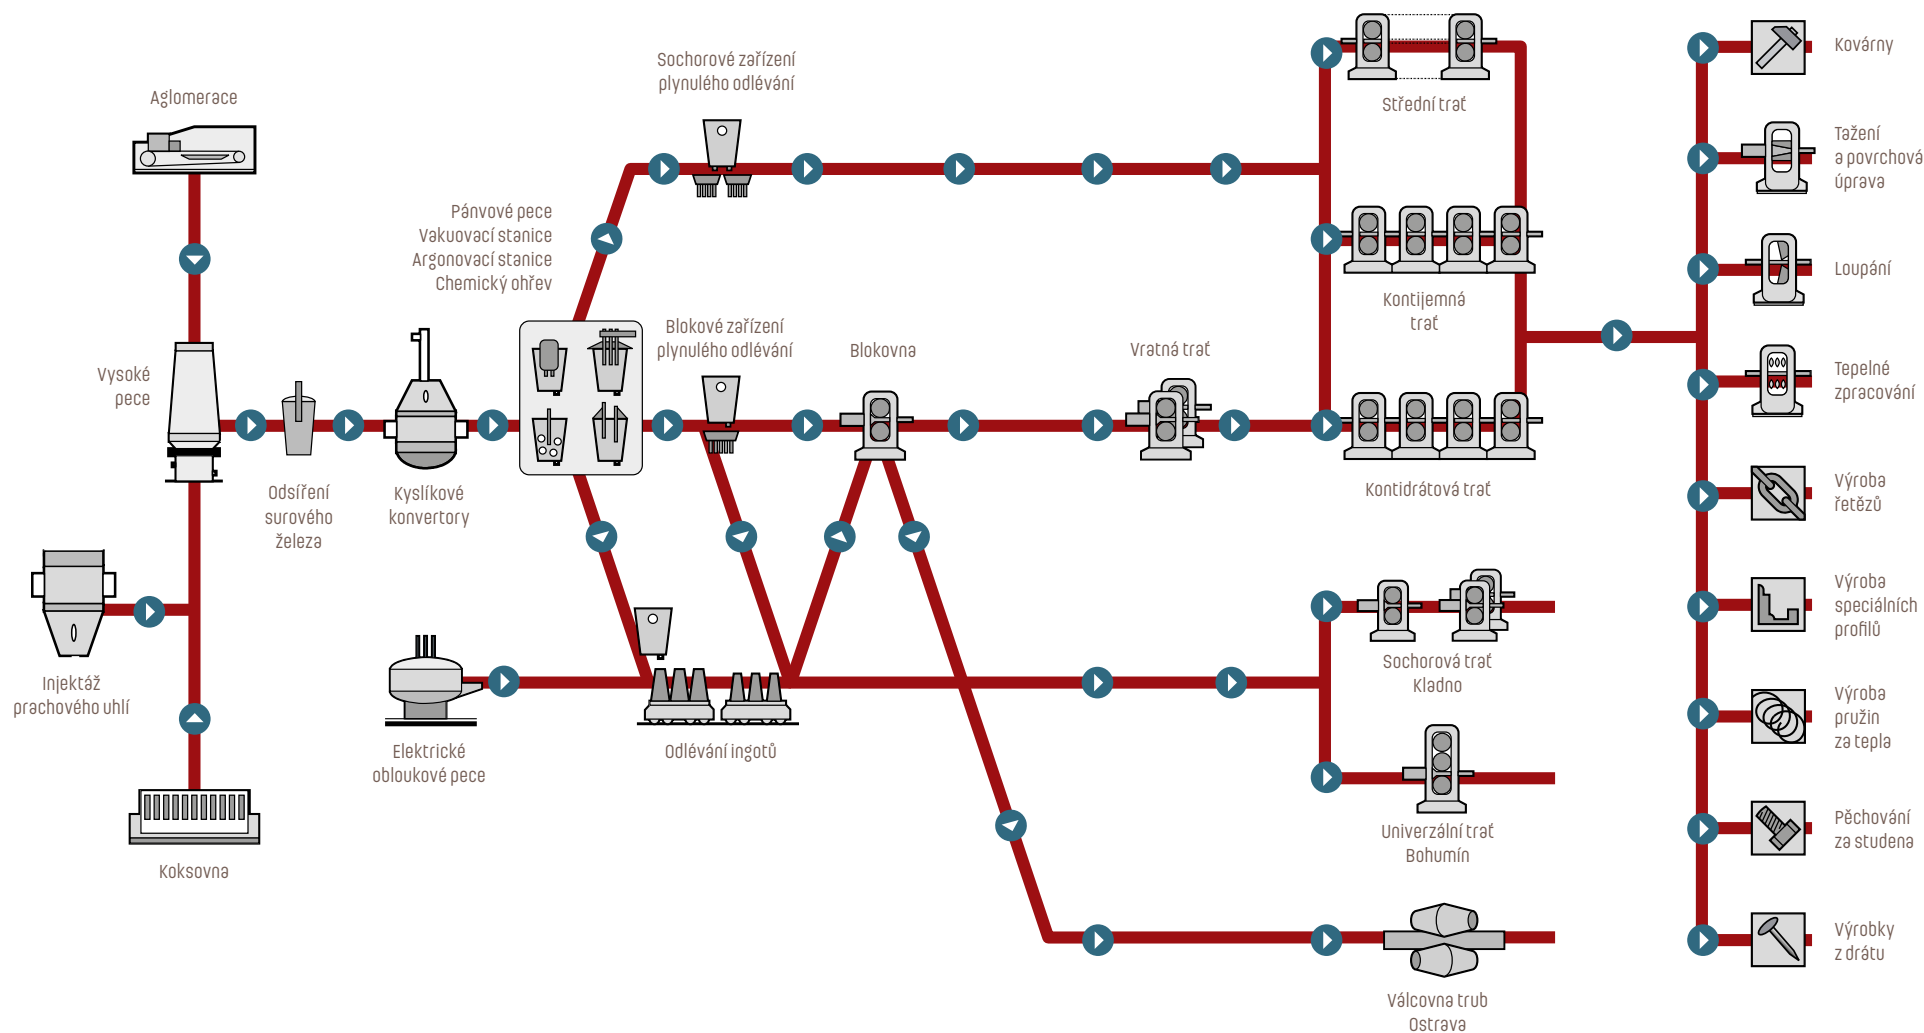 Aglomerace
Vysoké
pece
Injektáž
prachového uhlí
Koksovna
Odsíření
surového
železa
Kyslíkové
konvertory
Elektrické
obloukové pece
Pánvové pece
Vakuovací stanice
Argonovací stanice
Chemický ohřev
Sochorové zařízení
plynulého odlévání
Blokové zařízení
plynulého odlévání
Odlévání ingotů
Blokovna
Vratná trať
Střední trať
Kontijemná
trať
Kontidrátová trať
Sochorová trať
Kladno
Univerzální trať
Bohumín
Válcovna trub
Ostrava
Kovárny
Tažení
a povrchová
úprava
Loupání
Tepelné
zpracování
Výroba
řetězů
Výroba
speciálních
profilů
Výroba
pružin
za tepla
Pěchování
za studena
Výrobky
z drátu